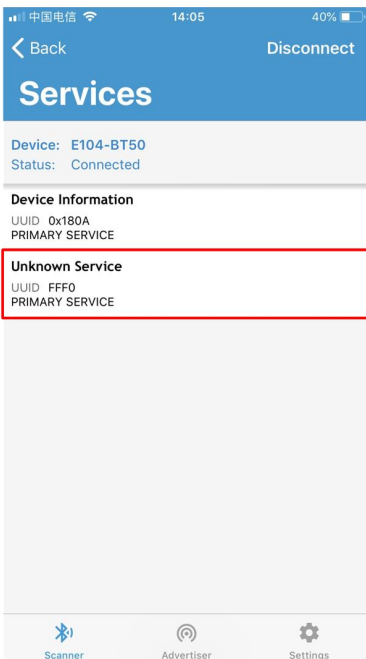 中国电信 14:05 40%
Back Disconnect
Services
Device: E104-BT50
Status: Connected
Device Information
UUID 0x180A
PRIMARY SERVICE
Unknown Service
UUID FFF0
PRIMARY SERVICE
Scanner Advertiser Settings